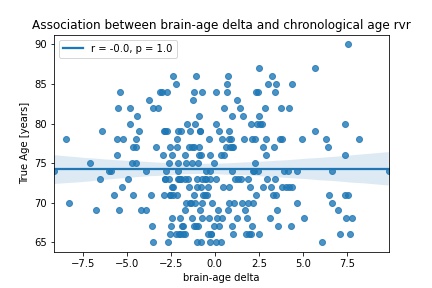 Association between brain-age delta and chronological age rvr
r = -0.0, p = 1.0
True Age [years]
90
85
80
75
70
65
−7.5 −5.0 −2.5 0.0 2.5 5.0 7.5
brain-age delta